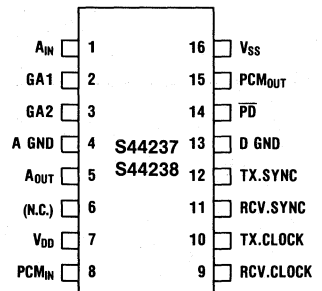 A_IN 1 16 V_SS
GA1 2 15 PCM_OUT
GA2 3 14 P̅D̅
A GND 4 S44237 13 D GND
S44238
A_OUT 5 12 TX.SYNC
(N.C.) 6 11 RCV.SYNC
V_DD 7 10 TX.CLOCK
PCM_IN 8 9 RCV.CLOCK